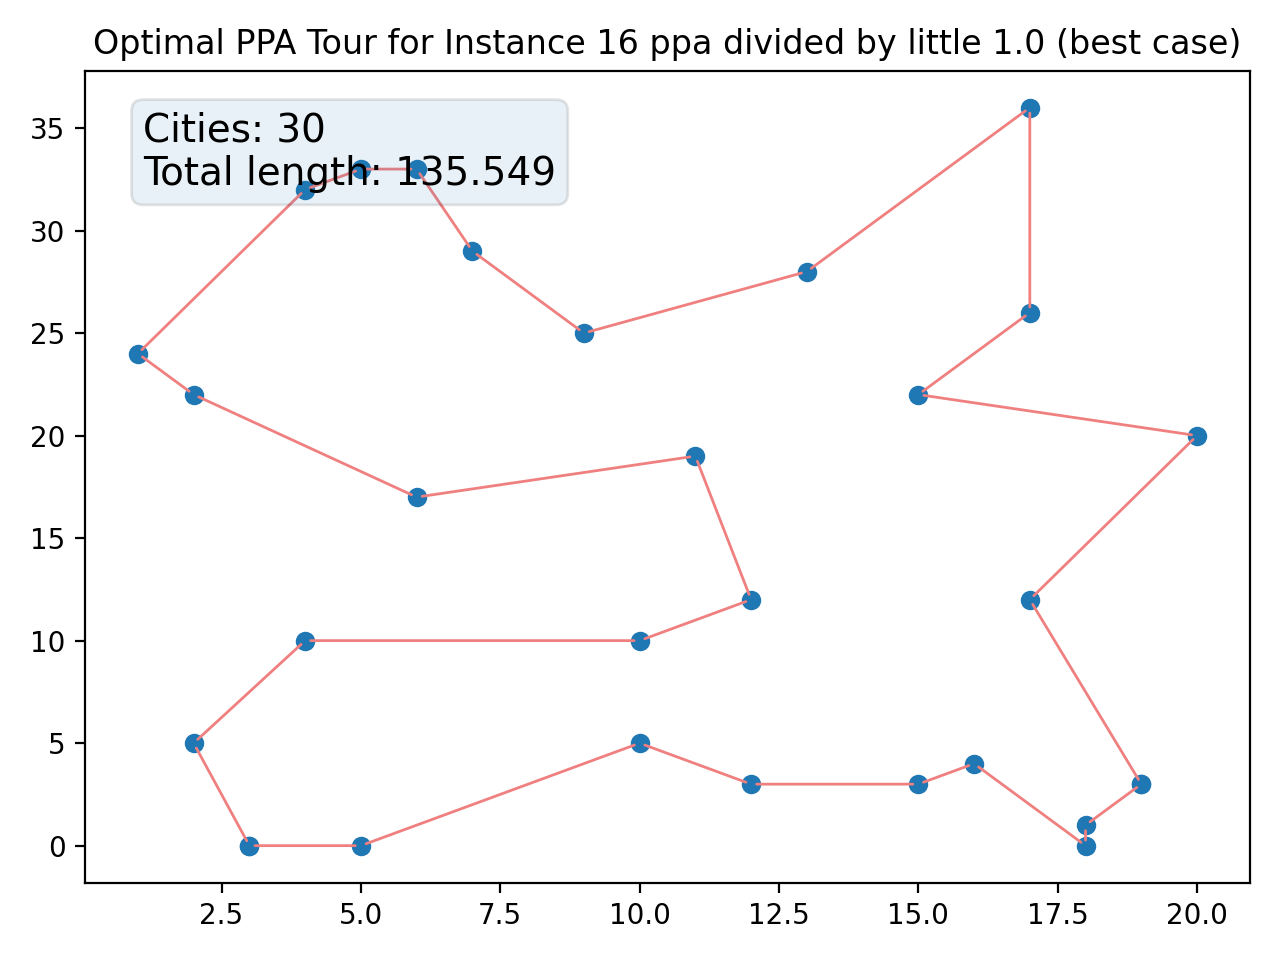 Optimal PPA Tour for Instance 16 ppa divided by little 1.0 (best case)
Cities: 30
Total length: 135.549
35
30
25
20
15
10
5
0
2.5 5.0 7.5 10.0 12.5 15.0 17.5 20.0